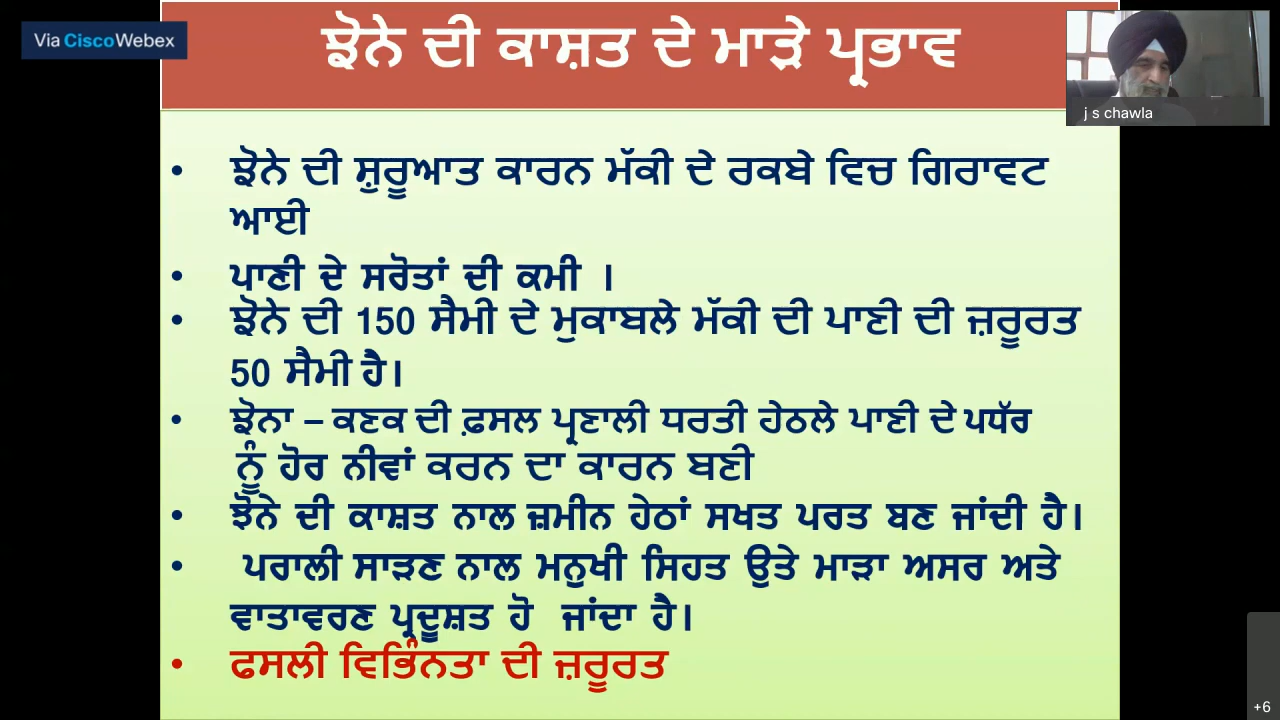 Via CiscoWebex
ਝੋਨੇ ਦੀ ਕਾਸ਼ਤ ਦੇ ਮਾੜੇ ਪ੍ਰਭਾਵ
j s chawla
• ਝੋਨੇ ਦੀ ਸ਼ੁਰੂਆਤ ਕਾਰਨ ਮੱਕੀ ਦੇ ਰਕਬੇ ਵਿਚ ਗਿਰਾਵਟ
ਆਈ
• ਪਾਣੀ ਦੇ ਸਰੋਤਾਂ ਦੀ ਕਮੀ ।
• ਝੋਨੇ ਦੀ 150 ਸੈਮੀ ਦੇ ਮੁਕਾਬਲੇ ਮੱਕੀ ਦੀ ਪਾਣੀ ਦੀ ਜ਼ਰੂਰਤ
50 ਸੈਮੀ ਹੈ।
• ਝੋਨਾ – ਕਣਕ ਦੀ ਫ਼ਸਲ ਪ੍ਰਣਾਲੀ ਧਰਤੀ ਹੇਠਲੇ ਪਾਣੀ ਦੇ ਪਧੱਰ
ਨੂੰ ਹੋਰ ਨੀਵਾਂ ਕਰਨ ਦਾ ਕਾਰਨ ਬਣੀ
• ਝੋਨੇ ਦੀ ਕਾਸ਼ਤ ਨਾਲ ਜ਼ਮੀਨ ਹੇਠਾਂ ਸਖਤ ਪਰਤ ਬਣ ਜਾਂਦੀ ਹੈ।
• ਪਰਾਲੀ ਸਾੜਣ ਨਾਲ ਮਨੁਖੀ ਸਿਹਤ ਉਤੇ ਮਾੜਾ ਅਸਰ ਅਤੇ
ਵਾਤਾਵਰਣ ਪ੍ਰਦੂਸ਼ਤ ਹੋ ਜਾਂਦਾ ਹੈ।
• ਫਸਲੀ ਵਿਭਿੰਨਤਾ ਦੀ ਜ਼ਰੂਰਤ
+6